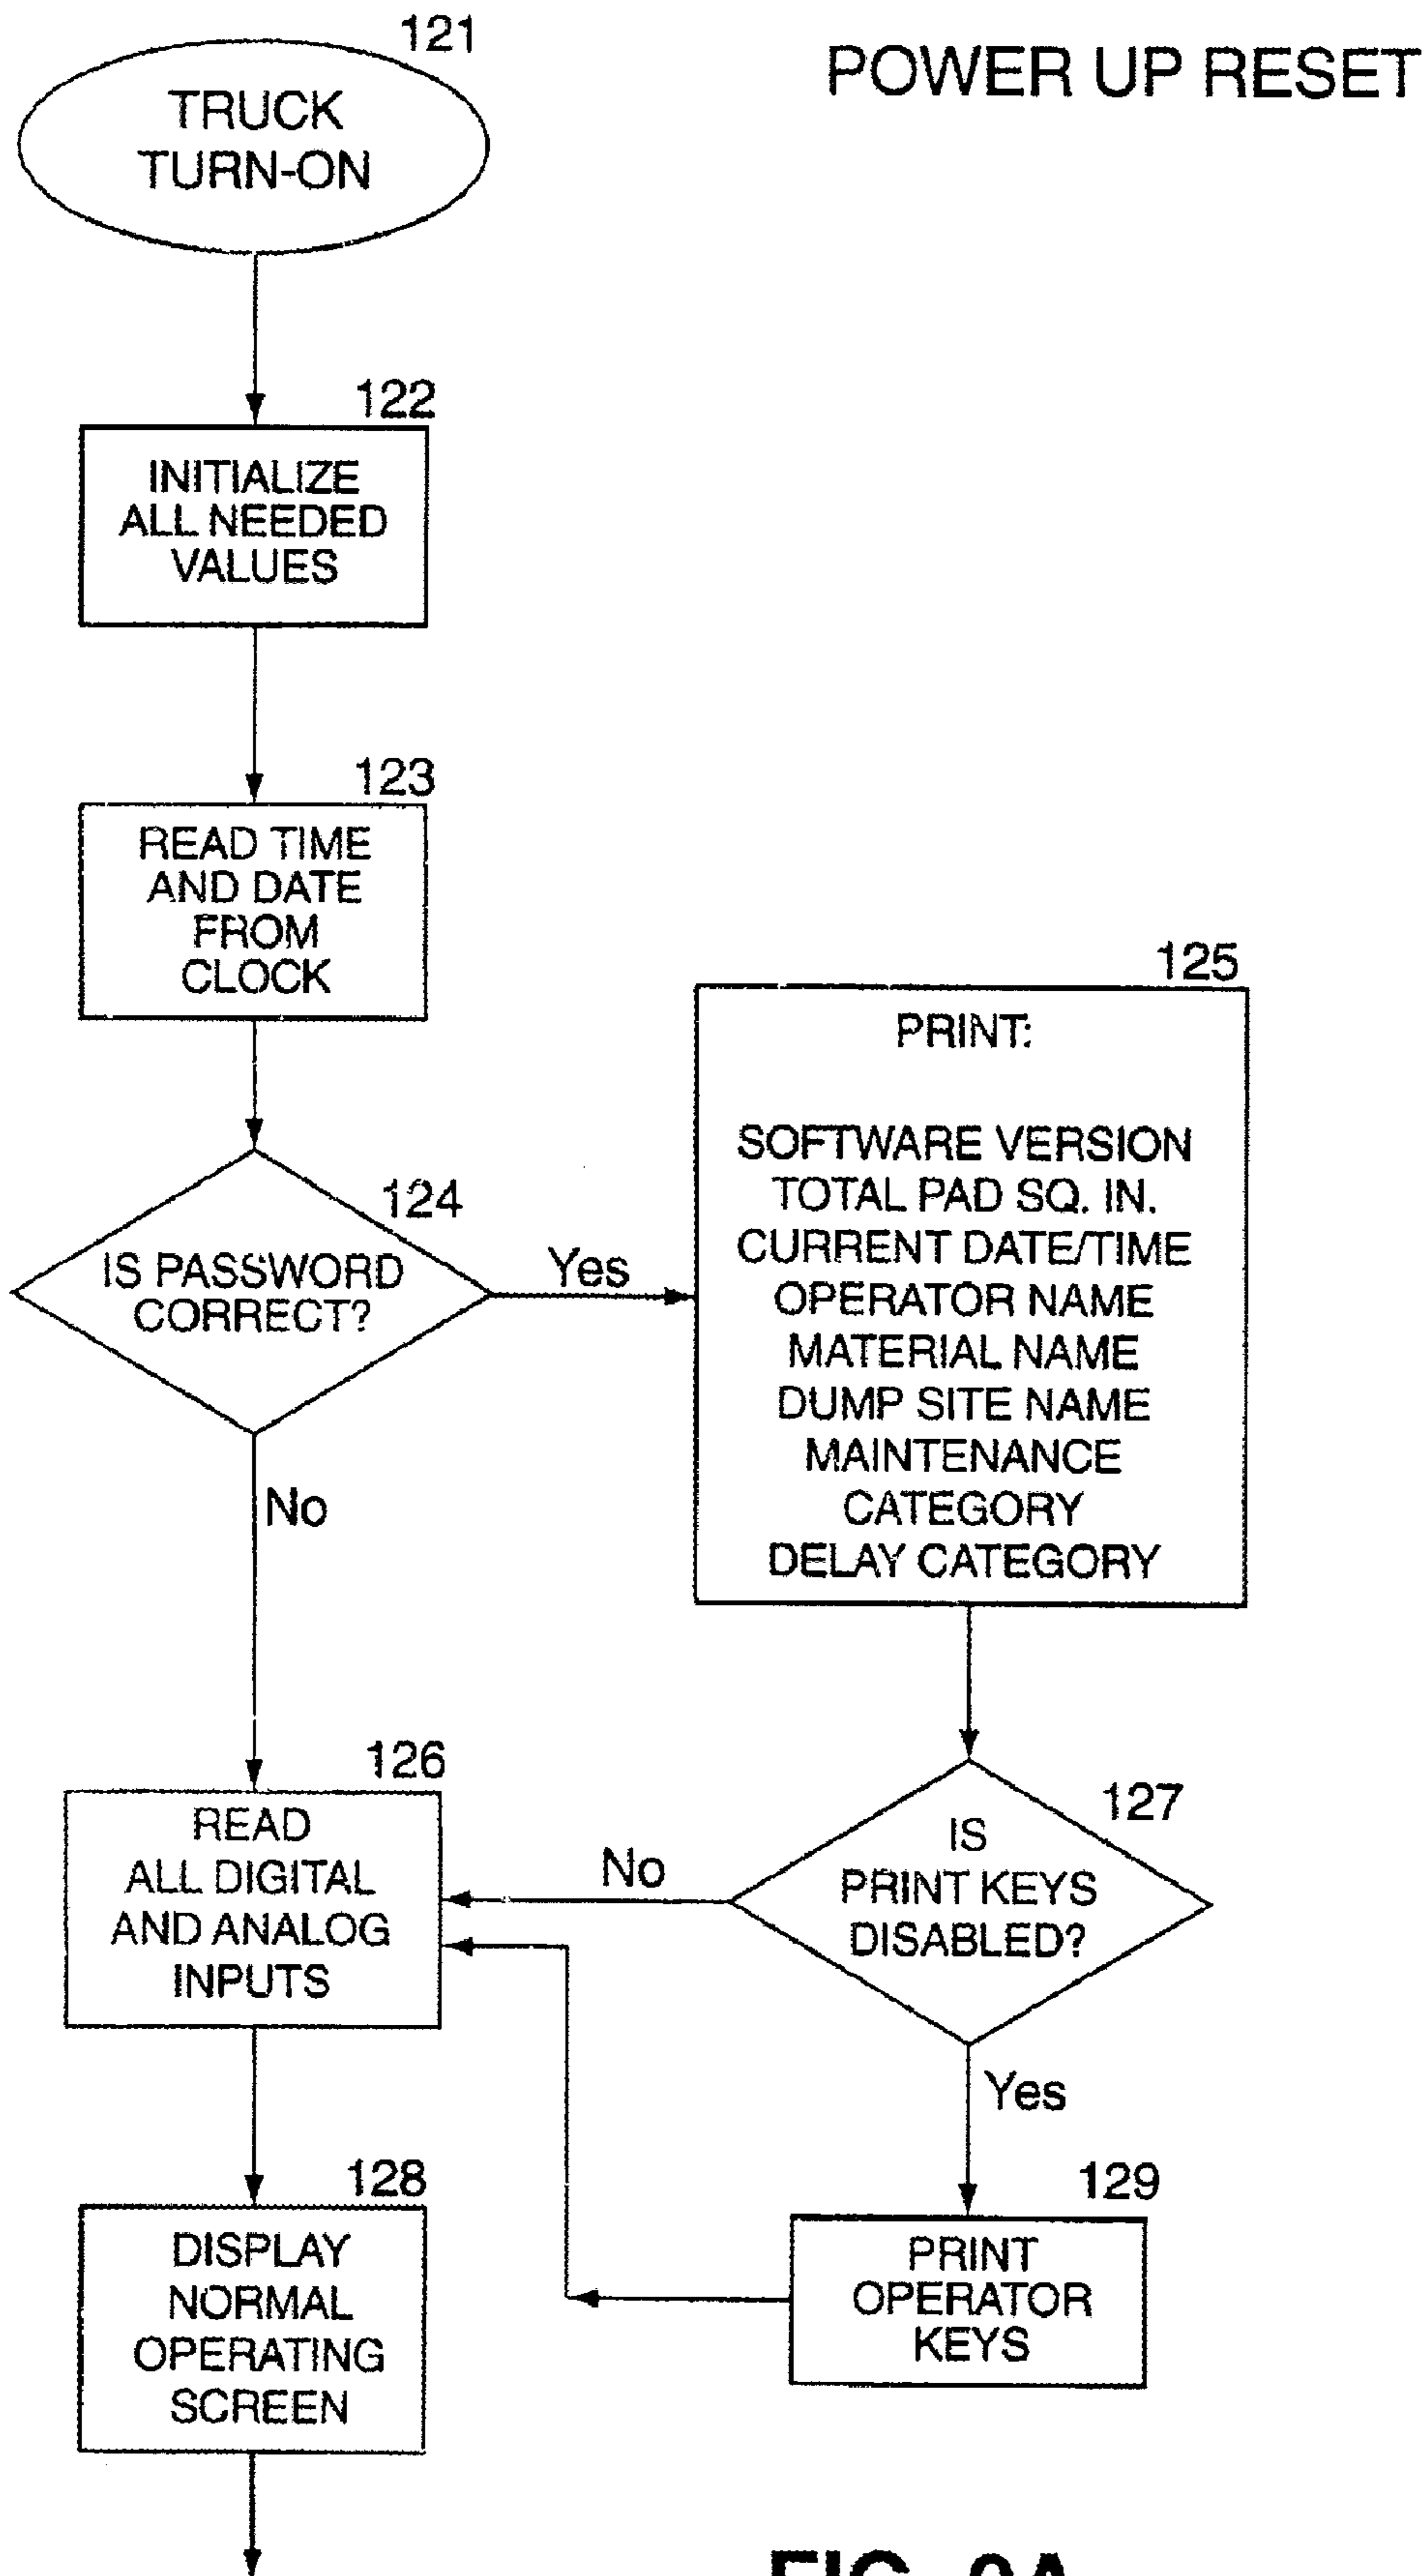 121
POWER UP RESET
TRUCK
TURN-ON
122
INITIALIZE
ALL NEEDED
VALUES
123
READ TIME
AND DATE
FROM
CLOCK
124
IS PASSWORD
CORRECT?
Yes
No
125
PRINT:
SOFTWARE VERSION
TOTAL PAD SQ. IN.
CURRENT DATE/TIME
OPERATOR NAME
MATERIAL NAME
DUMP SITE NAME
MAINTENANCE
CATEGORY
DELAY CATEGORY
126
READ
ALL DIGITAL
AND ANALOG
INPUTS
No
127
IS
PRINT KEYS
DISABLED?
Yes
128
DISPLAY
NORMAL
OPERATING
SCREEN
129
PRINT
OPERATOR
KEYS